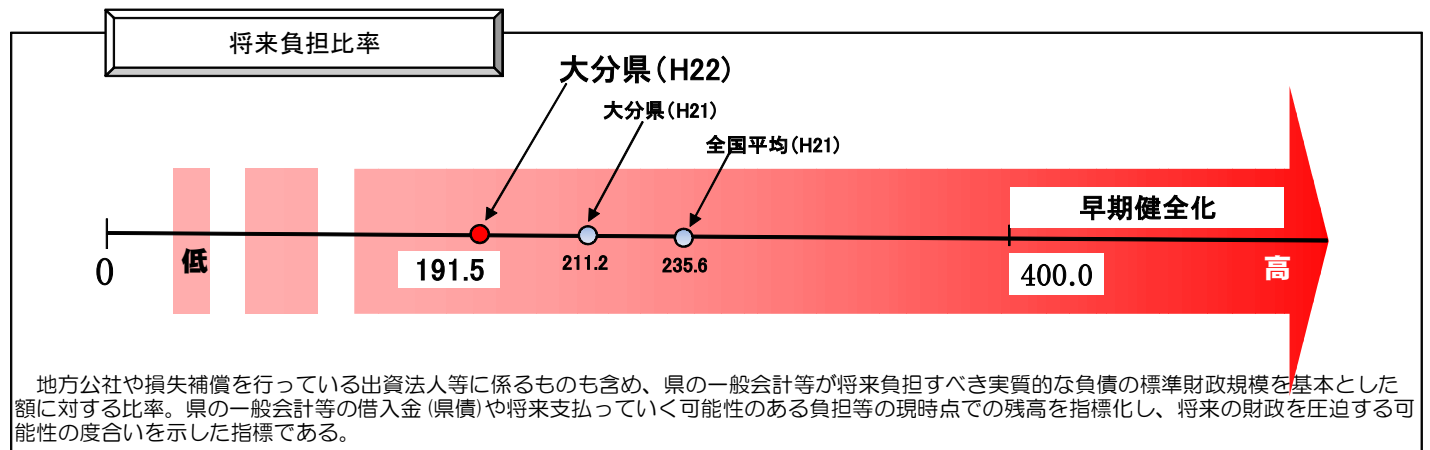 将来負担比率
大分県（H22）
大分県（H21）
全国平均（H21）
早期健全化
0
低
191.5
211.2
235.6
400.0
高
地方公社や損失補償を行っている出資法人等に係るものも含め、県の一般会計等が将来負担すべき実質的な負債の標準財政規模を基本とした
額に対する比率。県の一般会計等の借入金(県債)や将来支払っていく可能性のある負担等の現時点での残高を指標化し、将来の財政を圧迫する可
能性の度合いを示した指標である。